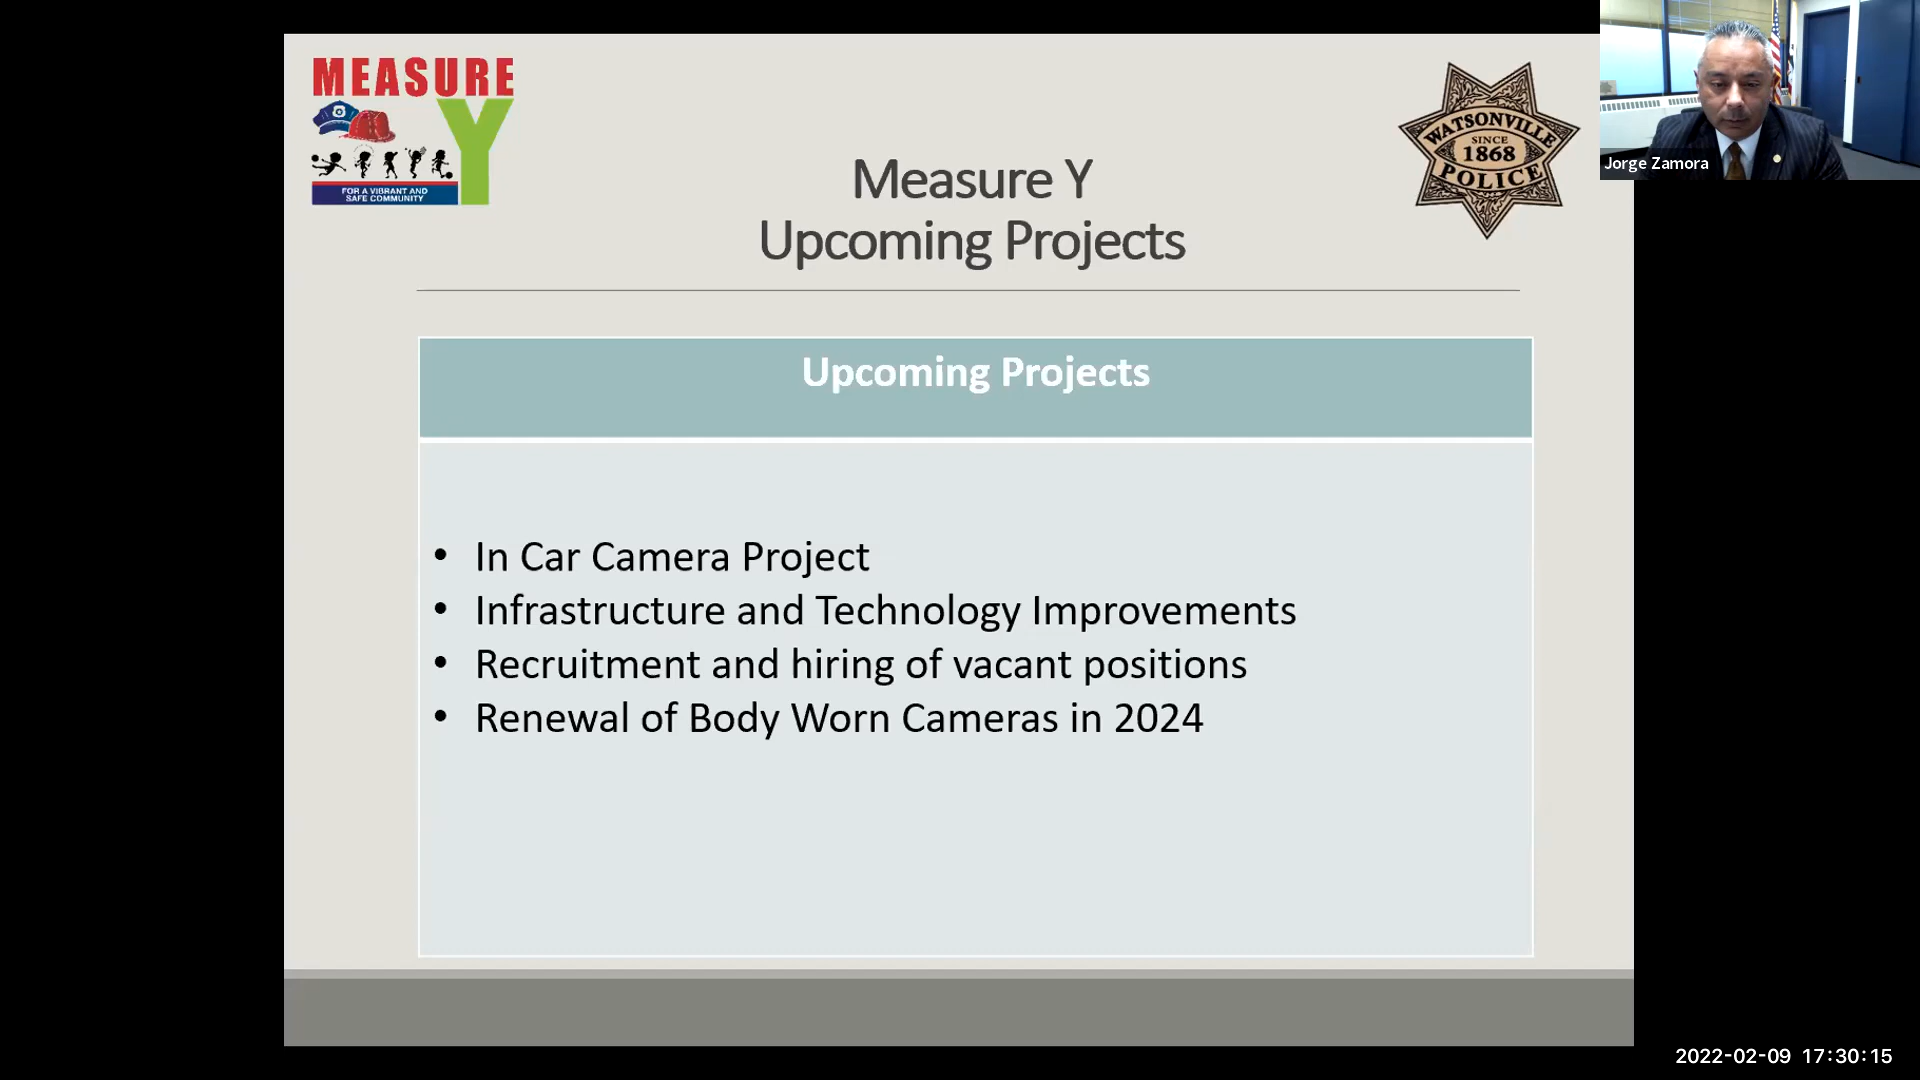 MEASURE
Y
FOR A VIBRANT AND
SAFE COMMUNITY
Measure Y
Upcoming Projects
WATSONVILLE
SINCE
1868
POLICE
Jorge Zamora
Upcoming Projects
• In Car Camera Project
• Infrastructure and Technology Improvements
• Recruitment and hiring of vacant positions
• Renewal of Body Worn Cameras in 2024
2022-02-09 17:30:15